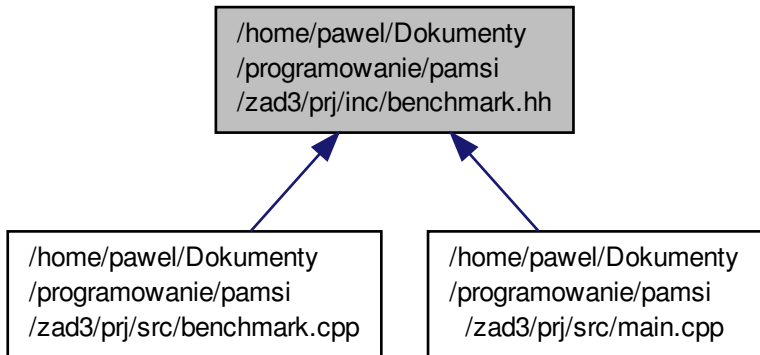 /home/pawel/Dokumenty
/programowanie/pamsi
/zad3/prj/inc/benchmark.hh
/home/pawel/Dokumenty
/programowanie/pamsi
/zad3/prj/src/benchmark.cpp
/home/pawel/Dokumenty
/programowanie/pamsi
/zad3/prj/src/main.cpp